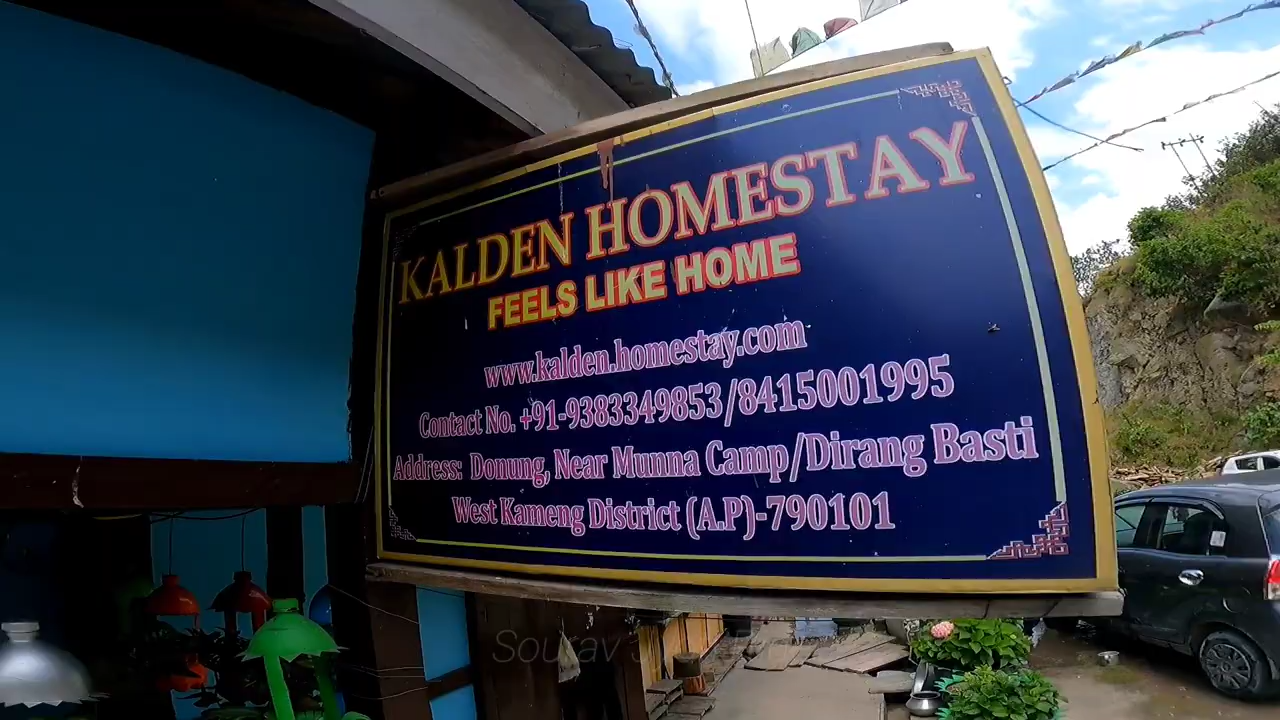 KALDEN HOMESTAY
FEELS LIKE HOME
www.kalden.homestay.com
Contact No. +91-9383349853/8415001995
Address: Donung, Near Munna Camp/Dirang Basti
West Kameng District (A.P)-790101
Sourav